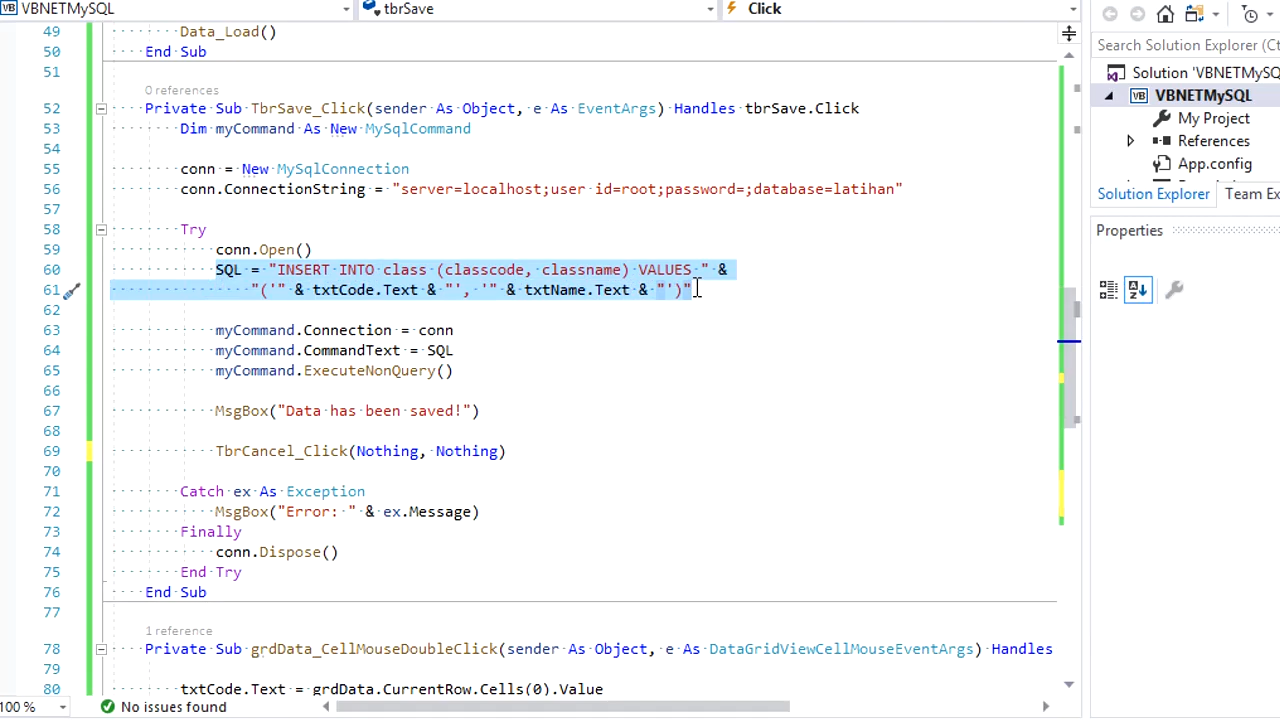 VBNETMySQL
tbrSave
Click
49 Data_Load()
50 End Sub
51
0 references
52 Private Sub TbrSave_Click(sender As Object, e As EventArgs) Handles tbrSave.Click
53 Dim myCommand As New MySqlCommand
54
55 conn = New MySqlConnection
56 conn.ConnectionString = "server=localhost;user id=root;password=;database=latihan"
57
58 Try
59 conn.Open()
60 SQL = "INSERT INTO class (classcode, classname) VALUES " &
61 "('" & txtCode.Text & "', '" & txtName.Text & "')"
62
63 myCommand.Connection = conn
64 myCommand.CommandText = SQL
65 myCommand.ExecuteNonQuery()
66
67 MsgBox("Data has been saved!")
68
69 TbrCancel_Click(Nothing, Nothing)
70
71 Catch ex As Exception
72 MsgBox("Error: " & ex.Message)
73 Finally
74 conn.Dispose()
75 End Try
76 End Sub
77
1 reference
78 Private Sub grdData_CellMouseDoubleClick(sender As Object, e As DataGridViewCellMouseEventArgs) Handles
79
80 txtCode.Text = grdData.CurrentRow.Cells(0).Value
100 %
No issues found
Search Solution Explorer (Ct
Solution 'VBNETMySQ
VBNETMySQL
My Project
References
App.config
Solution Explorer
Team Ex
Properties